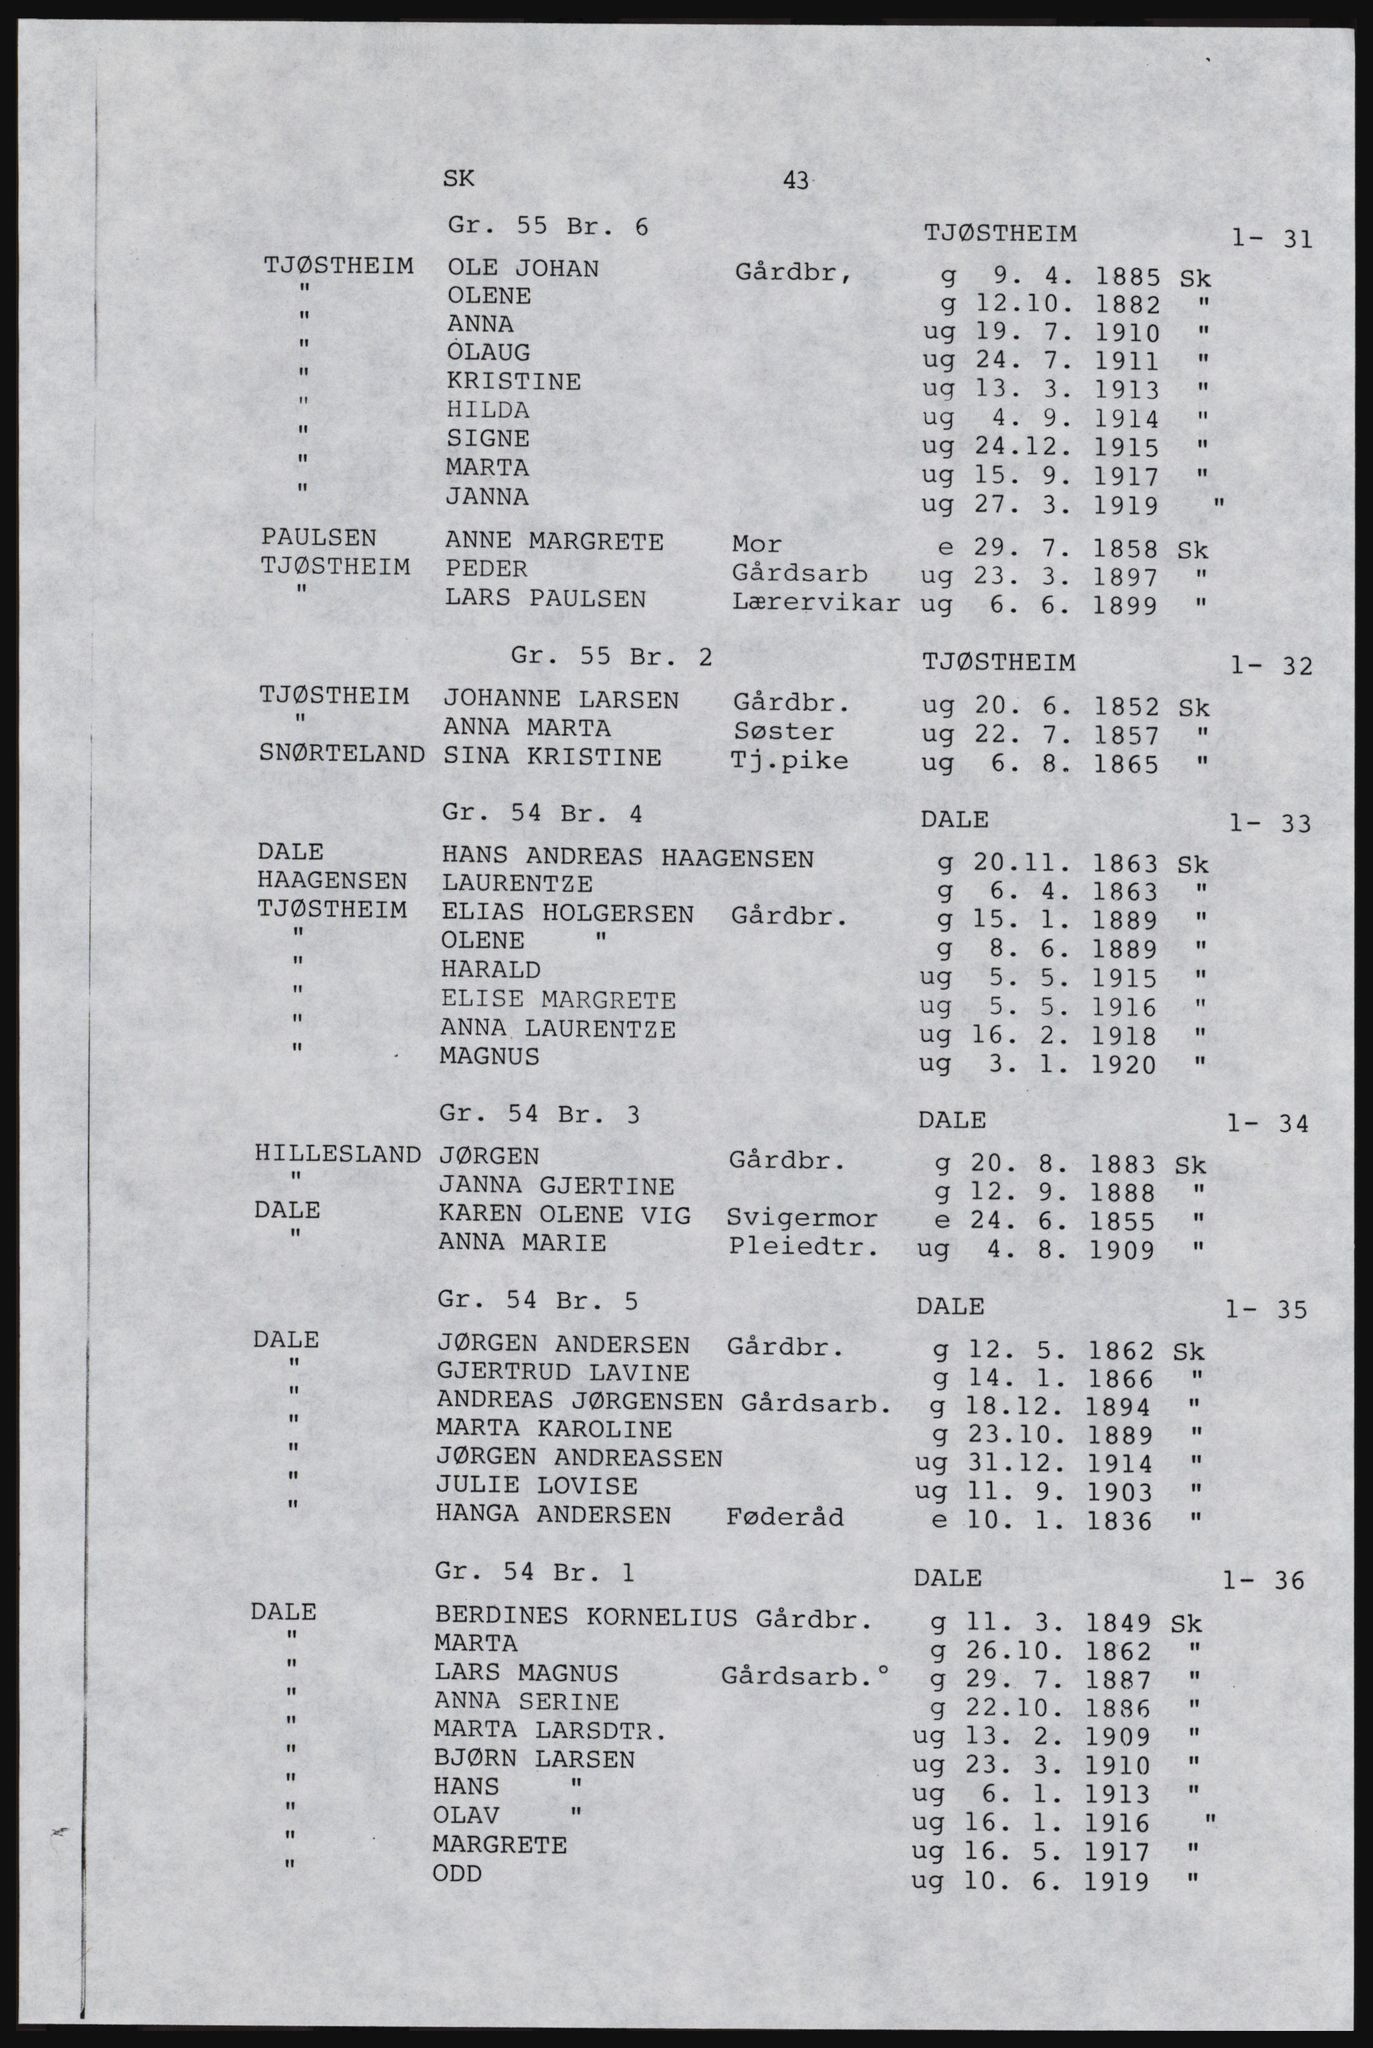 SK 43
Gr. 55 Br. 6 TJØSTHEIM 1- 31
TJØSTHEIM OLE JOHAN Gårdbr, g 9. 4. 1885 Sk
" OLENE g 12.10. 1882 "
" ANNA ug 19. 7. 1910 "
" OLAUG ug 24. 7. 1911 "
" KRISTINE ug 13. 3. 1913 "
" HILDA ug 4. 9. 1914 "
" SIGNE ug 24.12. 1915 "
" MARTA ug 15. 9. 1917 "
" JANNA ug 27. 3. 1919 "
PAULSEN ANNE MARGRETE Mor e 29. 7. 1858 Sk
TJØSTHEIM PEDER Gårdsarb ug 23. 3. 1897 "
" LARS PAULSEN Lærervikar ug 6. 6. 1899 "
Gr. 55 Br. 2 TJØSTHEIM 1- 32
TJØSTHEIM JOHANNE LARSEN Gårdbr. ug 20. 6. 1852 Sk
" ANNA MARTA Søster ug 22. 7. 1857 "
SNØRTELAND SINA KRISTINE Tj.pike ug 6. 8. 1865 "
Gr. 54 Br. 4 DALE 1- 33
DALE HANS ANDREAS HAAGENSEN g 20.11. 1863 Sk
HAAGENSEN LAURENTZE g 6. 4. 1863 "
TJØSTHEIM ELIAS HOLGERSEN Gårdbr. g 15. 1. 1889 "
" OLENE " g 8. 6. 1889 "
" HARALD ug 5. 5. 1915 "
" ELISE MARGRETE ug 5. 5. 1916 "
" ANNA LAURENTZE ug 16. 2. 1918 "
" MAGNUS ug 3. 1. 1920 "
Gr. 54 Br. 3 DALE 1- 34
HILLESLAND JØRGEN Gårdbr. g 20. 8. 1883 Sk
" JANNA GJERTINE g 12. 9. 1888 "
DALE KAREN OLENE VIG Svigermor e 24. 6. 1855 "
" ANNA MARIE Pleiedtr. ug 4. 8. 1909 "
Gr. 54 Br. 5 DALE 1- 35
DALE JØRGEN ANDERSEN Gårdbr. g 12. 5. 1862 Sk
" GJERTRUD LAVINE g 14. 1. 1866 "
" ANDREAS JØRGENSEN Gårdsarb. g 18.12. 1894 "
" MARTA KAROLINE g 23.10. 1889 "
" JØRGEN ANDREASSEN ug 31.12. 1914 "
" JULIE LOVISE ug 11. 9. 1903 "
" HANGA ANDERSEN Føderåd e 10. 1. 1836 "
Gr. 54 Br. 1 DALE 1- 36
DALE BERDINES KORNELIUS Gårdbr. g 11. 3. 1849 Sk
" MARTA g 26.10. 1862 "
" LARS MAGNUS Gårdsarb.° g 29. 7. 1887 "
" ANNA SERINE g 22.10. 1886 "
" MARTA LARSDTR. ug 13. 2. 1909 "
" BJØRN LARSEN ug 23. 3. 1910 "
" HANS " ug 6. 1. 1913 "
" OLAV " ug 16. 1. 1916 "
" MARGRETE ug 16. 5. 1917 "
" ODD ug 10. 6. 1919 "